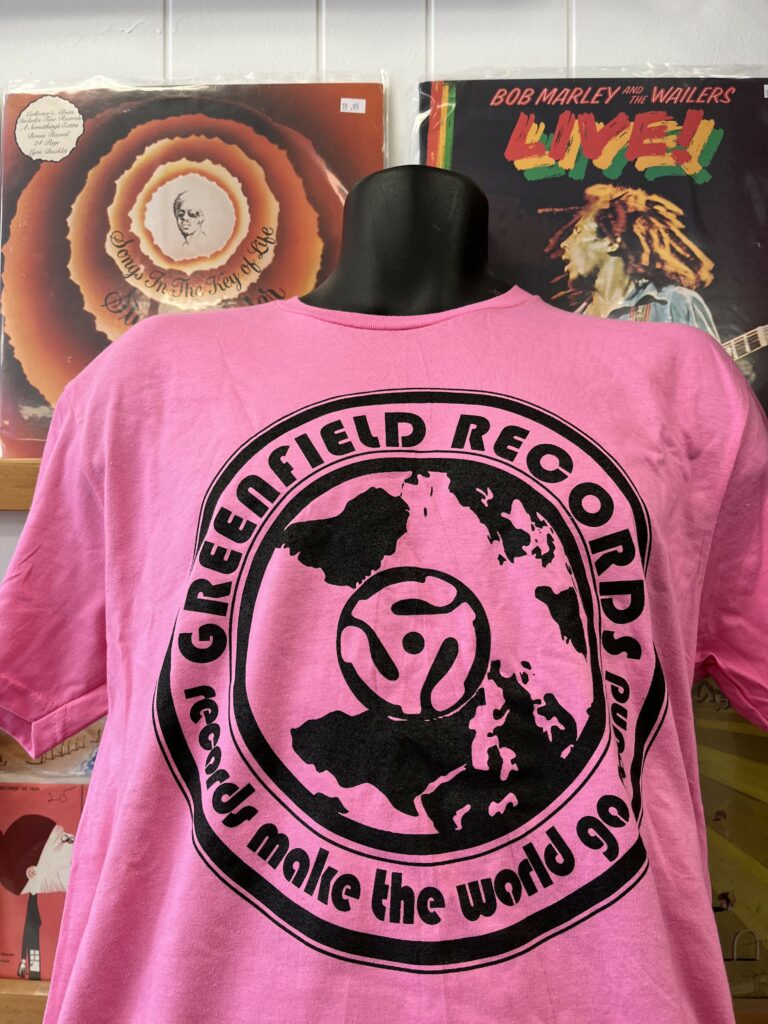 Collector's Album
Includes Two Records
A Something's Extra
Bonus Record
24-Page
Lyric Booklet
Songs In The Key of Life
BOB MARLEY AND THE WAILERS
LIVE!
GREENFIELD RECORDS
records make the world go